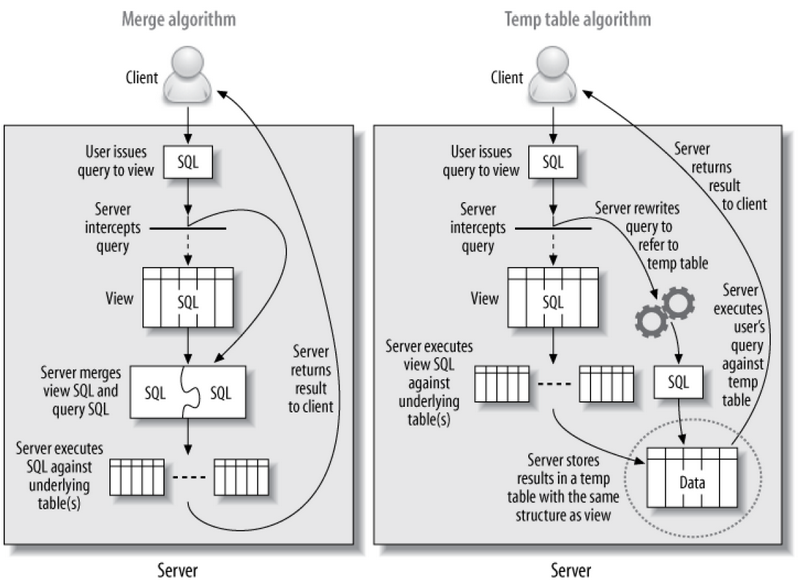 Merge algorithm
Client
User issues
query to view
SQL
Server
intercepts
query
View
SQL
Server merges
view SQL and
query SQL
SQL
SQL
Server
returns
result
to client
Server executes
SQL against
underlying
table(s)
Server
Temp table algorithm
Client
User issues
query to view
SQL
Server
returns
result
to client
Server
intercepts
query
Server rewrites
query to
refer to
temp table
View
SQL
Server
executes
user's
query
against
temp
table
Server executes
view SQL
against
underlying
table(s)
SQL
Server stores
results in a temp
table with the same
structure as view
Data
Server